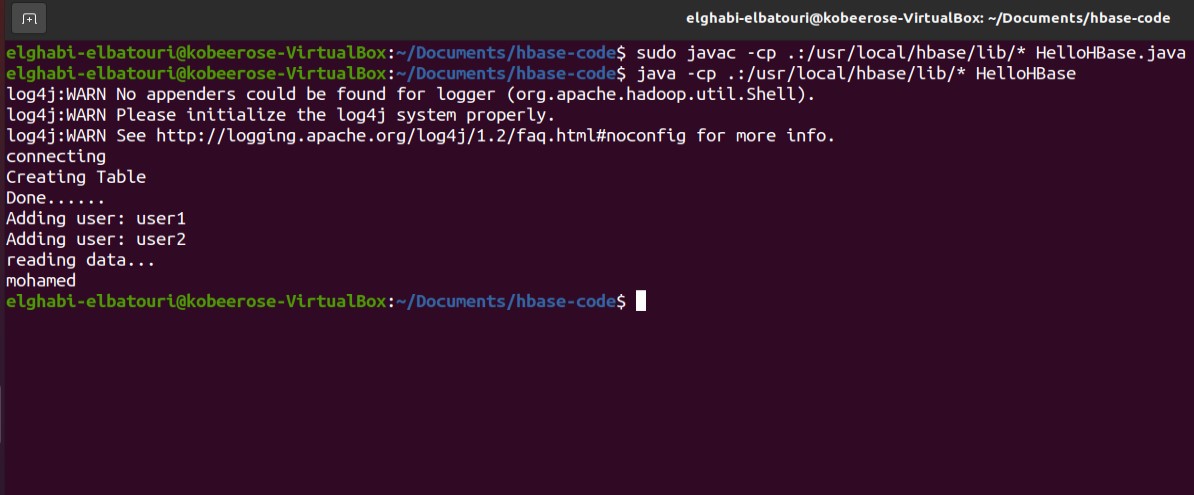 elghabi-elbatouri@kobeerose-VirtualBox: ~/Documents/hbase-code
elghabi-elbatouri@kobeerose-VirtualBox:~/Documents/hbase-code$ sudo javac -cp .:/usr/local/hbase/lib/* HelloHBase.java
elghabi-elbatouri@kobeerose-VirtualBox:~/Documents/hbase-code$ java -cp .:/usr/local/hbase/lib/* HelloHBase
log4j:WARN No appenders could be found for logger (org.apache.hadoop.util.Shell).
log4j:WARN Please initialize the log4j system properly.
log4j:WARN See http://logging.apache.org/log4j/1.2/faq.html#noconfig for more info.
connecting
Creating Table
Done......
Adding user: user1
Adding user: user2
reading data...
mohamed
elghabi-elbatouri@kobeerose-VirtualBox:~/Documents/hbase-code$